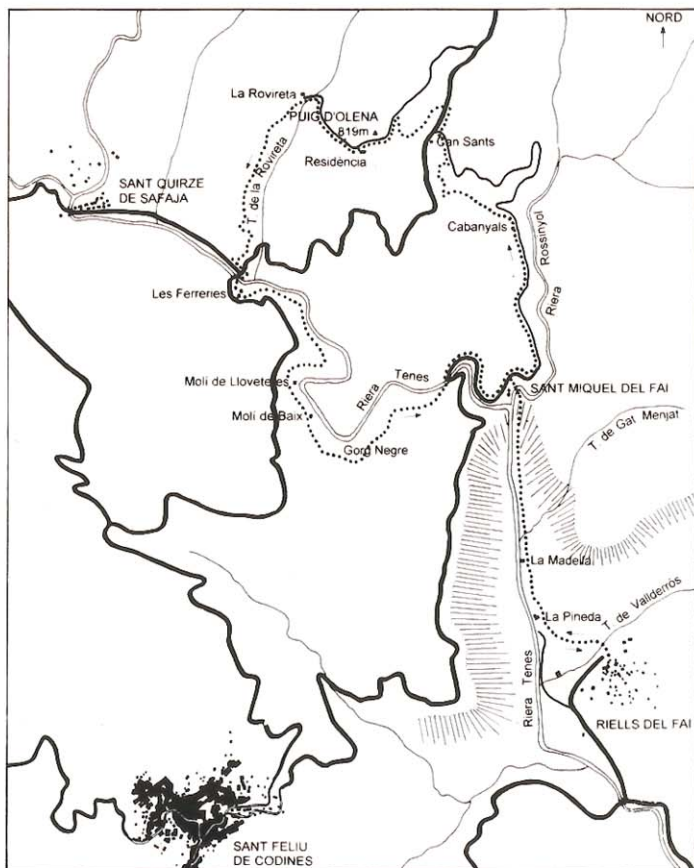 NORD
La Rovireta
PUIG D'OLENA
819m
Can Sants
Residència
T. de la Rovireta
SANT QUIRZE
DE SAFAJA
Cabanyals
Riera Rossinyol
Les Ferreries
Molí de Lloveteres
Riera Tenes
SANT MIQUEL DEL FAI
Molí de Baix
T. de Gat Menjat
Gorg Negre
La Madella
La Pineda
T. de Vallderrós
Riera Tenes
RIELLS DEL FAI
SANT FELIU
DE CODINES